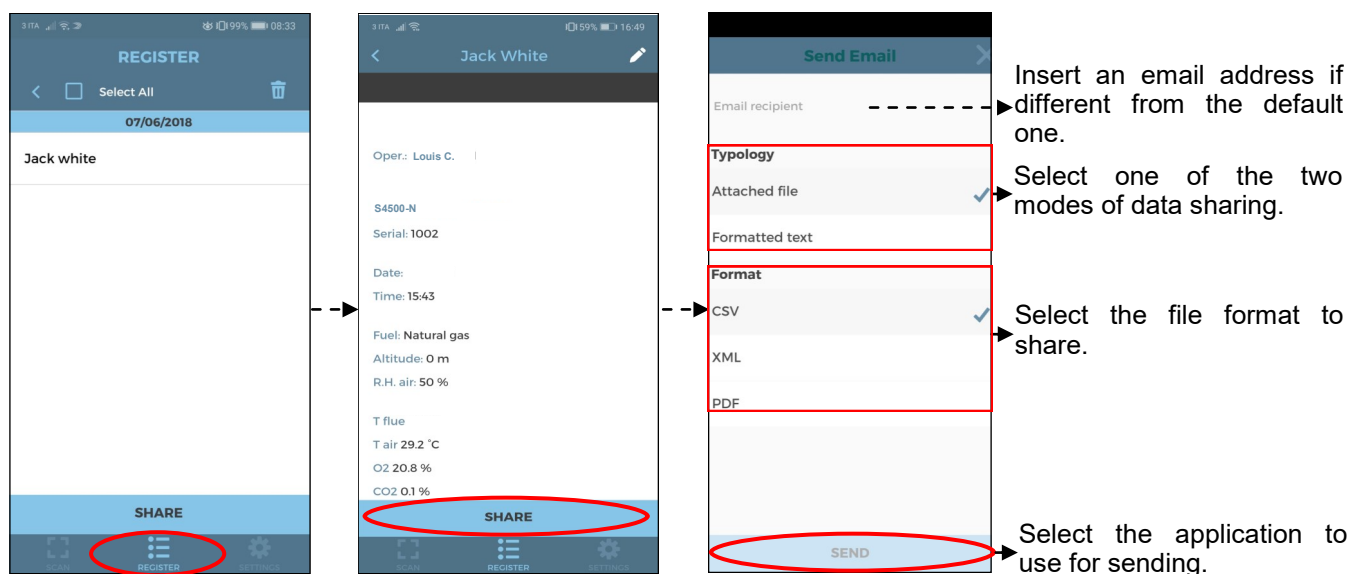 3 ITA 99% 08:33
REGISTER
Select All
07/06/2018
Jack white
SHARE
SCAN REGISTER SETTINGS
3 ITA 59% 16:49
Jack White
Oper.: Louis C.
S4500-N
Serial: 1002
Date:
Time: 15:43
Fuel: Natural gas
Altitude: 0 m
R.H. air: 50 %
T flue
T air 29.2 °C
O2 20.8 %
CO2 0.1 %
SHARE
SCAN REGISTER SETTINGS
Send Email
Email recipient
Typology
Attached file
Formatted text
Format
CSV
XML
PDF
SEND
Insert an email address if
different from the default
one.
Select one of the two
modes of data sharing.
Select the file format to
share.
Select the application to
use for sending.